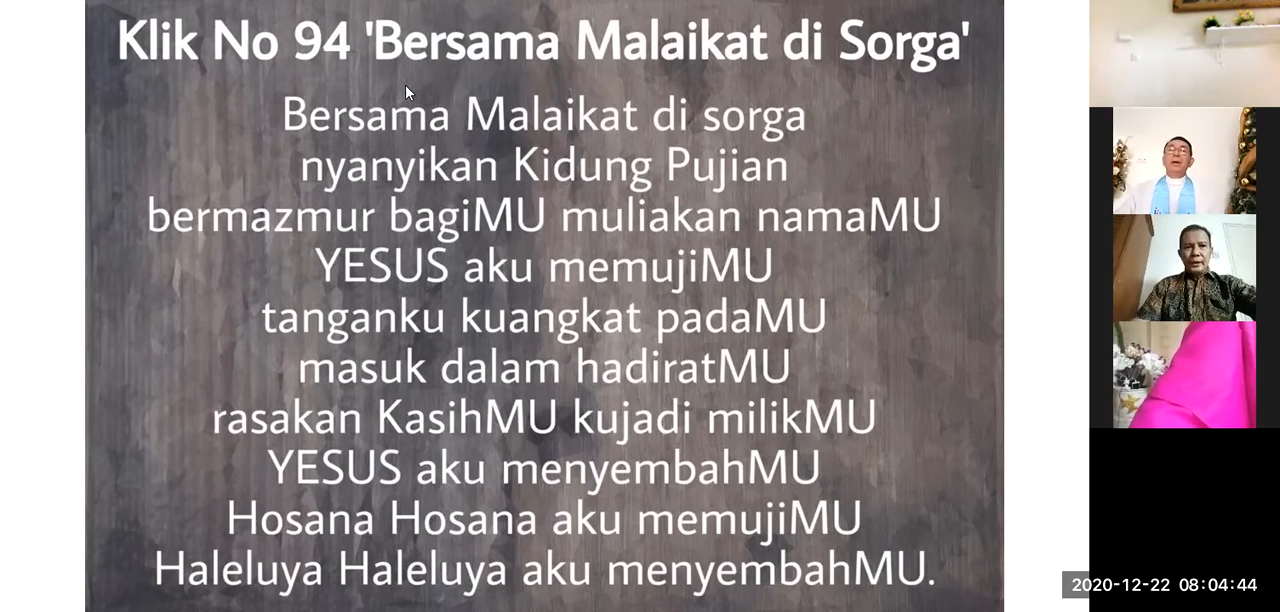 Klik No 94 'Bersama Malaikat di Sorga'
Bersama Malaikat di sorga
nyanyikan Kidung Pujian
bermazmur bagiMU muliakan namaMU
YESUS aku memujiMU
tanganku kuangkat padaMU
masuk dalam hadiratMU
rasakan KasihMU kujadi milikMU
YESUS aku menyembahMU
Hosana Hosana aku memujiMU
Haleluya Haleluya aku menyembahMU.
2020-12-22 08:04:44